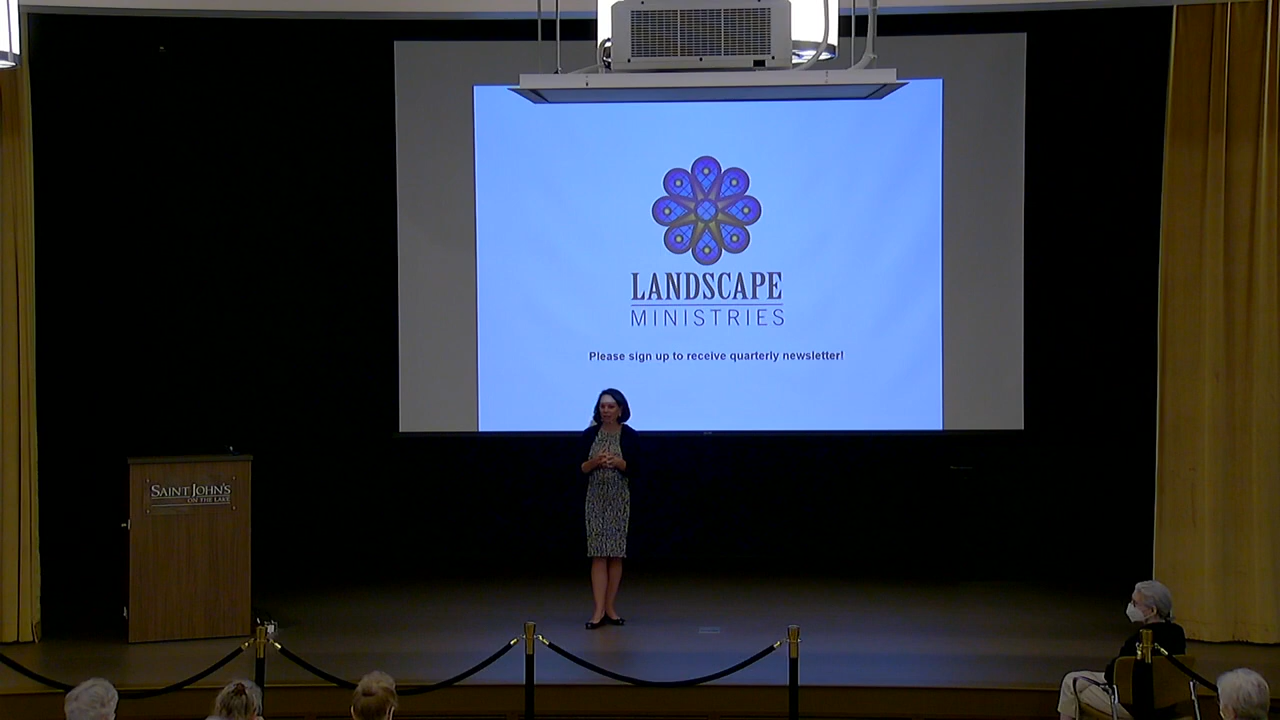 LANDSCAPE
MINISTRIES
Please sign up to receive quarterly newsletter!
SAINT JOHN'S
ON THE LAKE